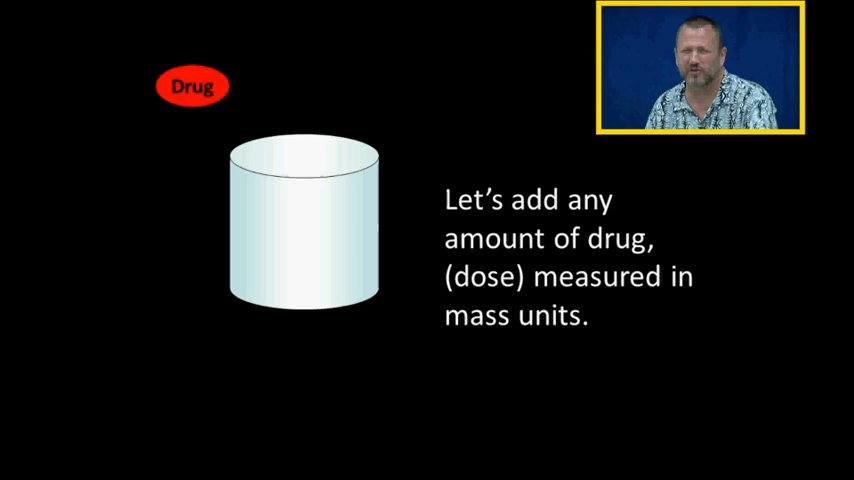 Drug
Let’s add any
amount of drug,
(dose) measured in
mass units.